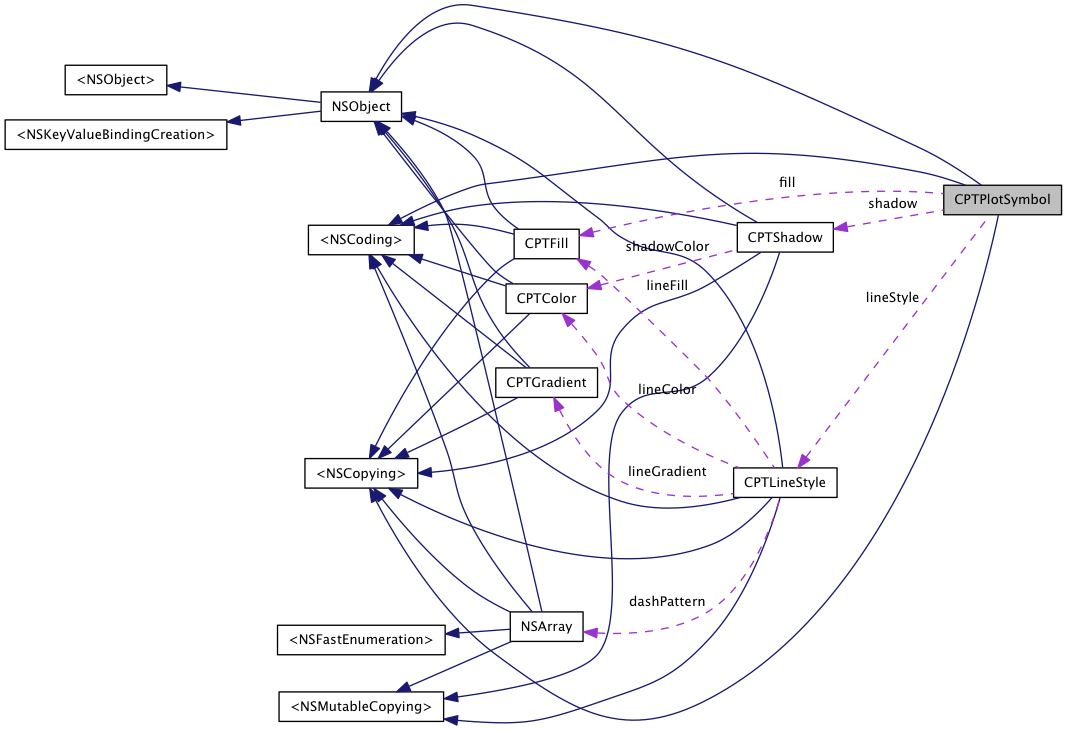 <NSObject>
NSObject
<NSKeyValueBindingCreation>
CPTPlotSymbol
fill
shadow
<NSCoding>
CPTFill
CPTShadow
shadowColor
lineFill
CPTColor
lineStyle
CPTGradient
lineColor
<NSCopying>
lineGradient
CPTLineStyle
dashPattern
NSArray
<NSFastEnumeration>
<NSMutableCopying>